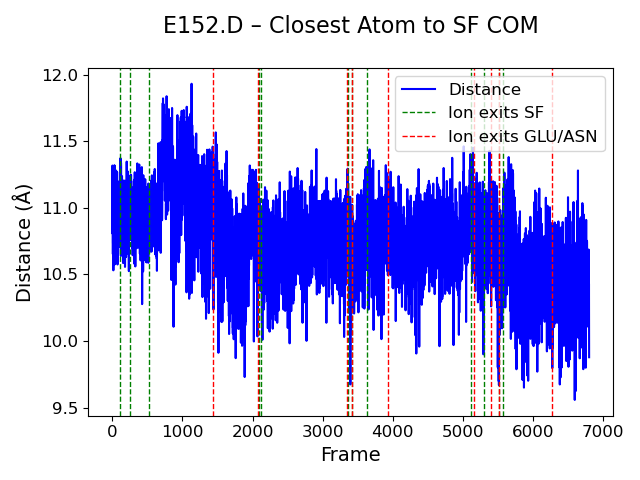 E152.D – Closest Atom to SF COM
12.0
11.5
11.0
10.5
10.0
9.5
Distance (Å)
Distance
Ion exits SF
Ion exits GLU/ASN
0 1000 2000 3000 4000 5000 6000 7000
Frame